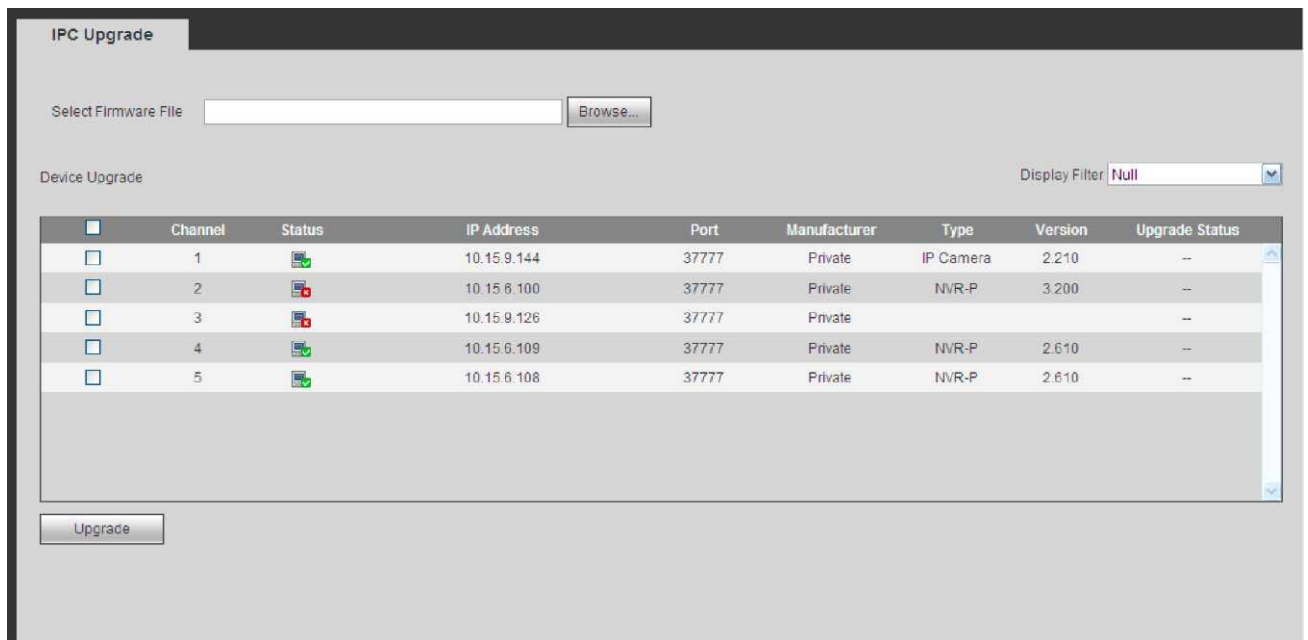 IPC Upgrade
Select Firmware File Browse...
Device Upgrade Display Filter Null
Channel Status IP Address Port Manufacturer Type Version Upgrade Status
1 10.15.9.144 37777 Private IP Camera 2.210 --
2 10.15.6.100 37777 Private NVR-P 3.200 --
3 10.15.9.126 37777 Private --
4 10.15.6.109 37777 Private NVR-P 2.610 --
5 10.15.6.108 37777 Private NVR-P 2.610 --
Upgrade